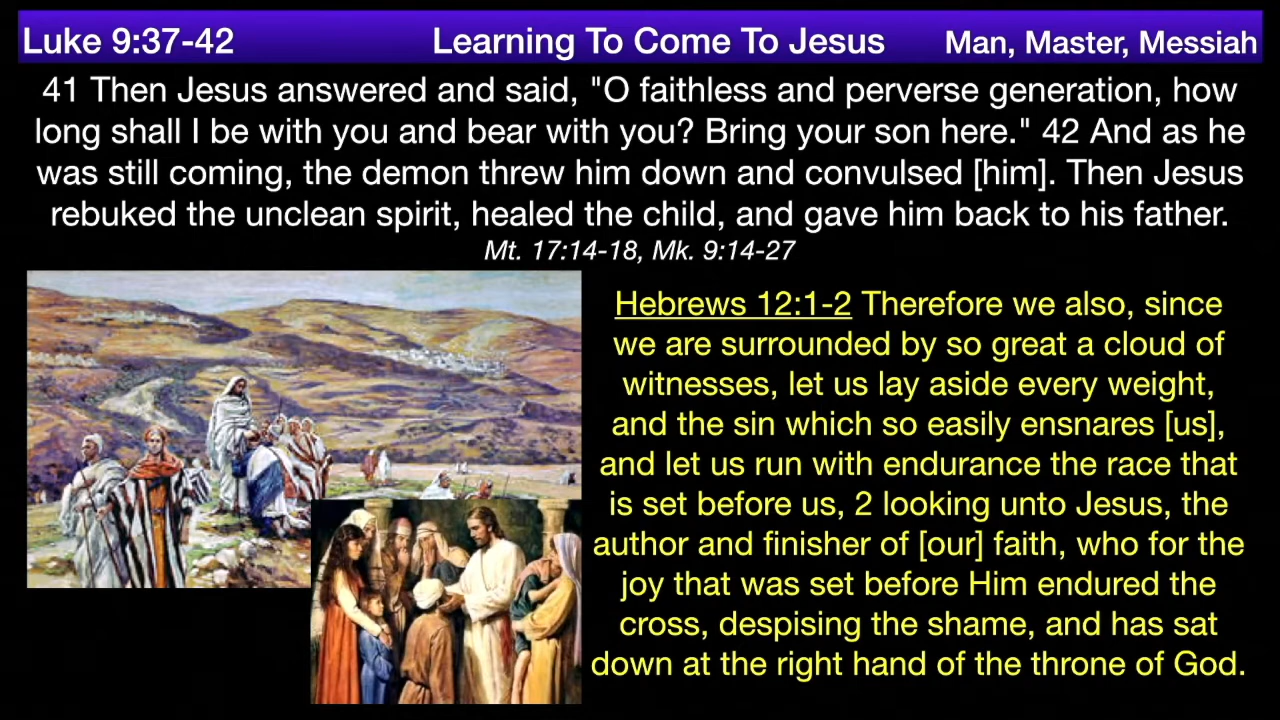 Luke 9:37-42 Learning To Come To Jesus Man, Master, Messiah
41 Then Jesus answered and said, "O faithless and perverse generation, how
long shall I be with you and bear with you? Bring your son here." 42 And as he
was still coming, the demon threw him down and convulsed [him]. Then Jesus
rebuked the unclean spirit, healed the child, and gave him back to his father.
Mt. 17:14-18, Mk. 9:14-27
Hebrews 12:1-2 Therefore we also, since
we are surrounded by so great a cloud of
witnesses, let us lay aside every weight,
and the sin which so easily ensnares [us],
and let us run with endurance the race that
is set before us, 2 looking unto Jesus, the
author and finisher of [our] faith, who for the
joy that was set before Him endured the
cross, despising the shame, and has sat
down at the right hand of the throne of God.